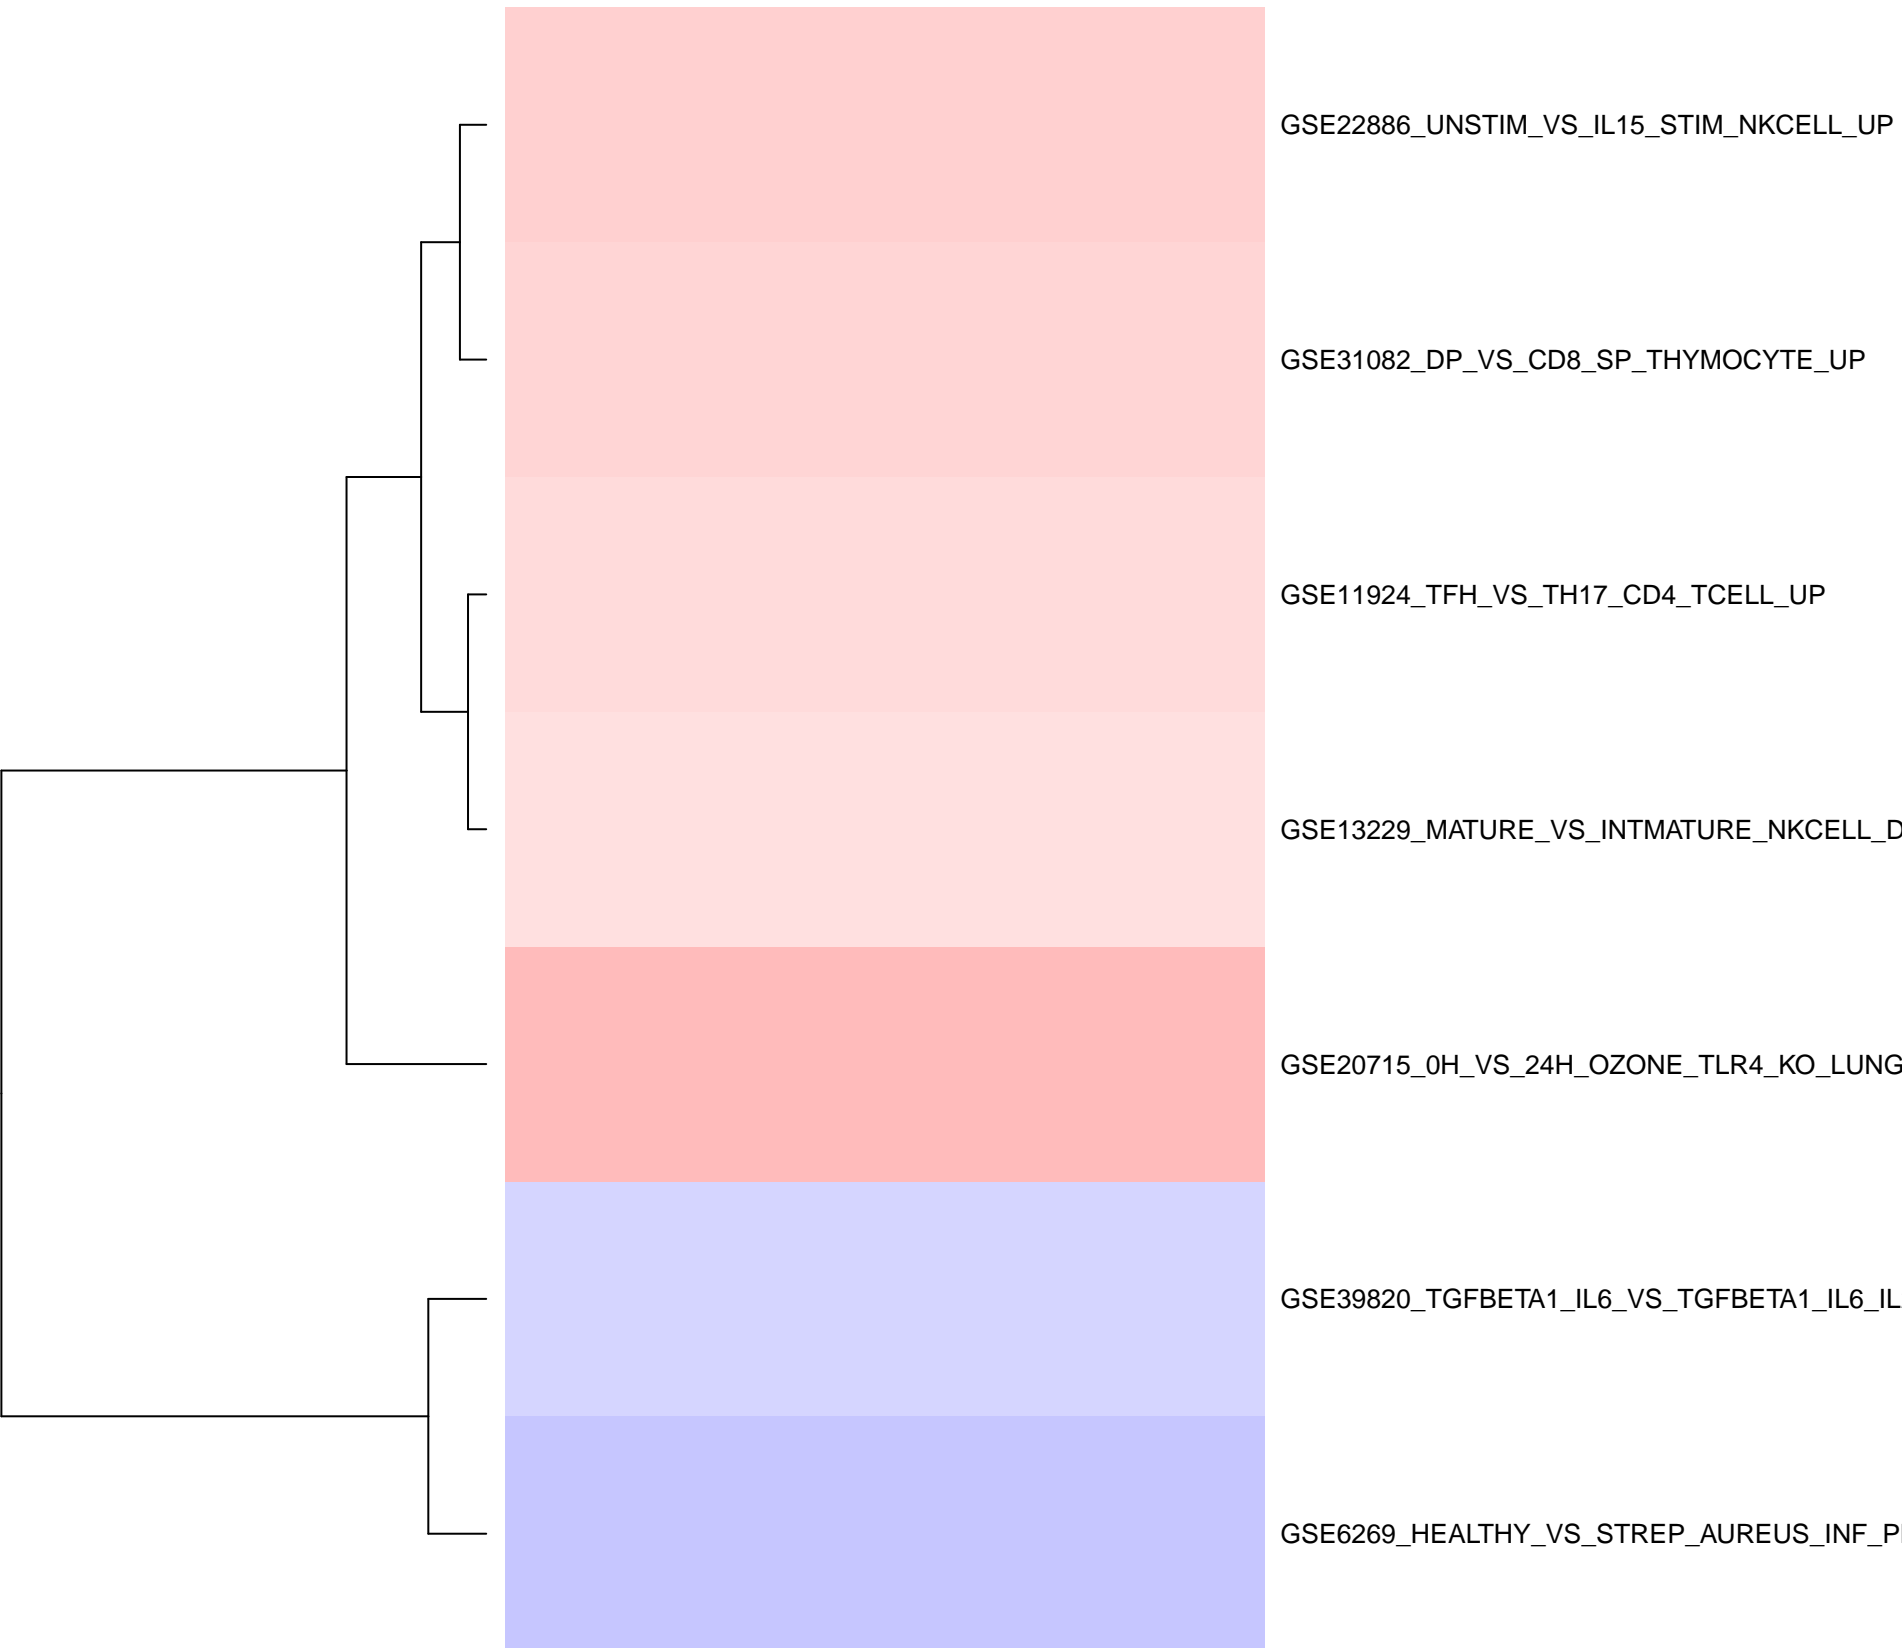 GSE22886_UNSTIM_VS_IL15_STIM_NKCELL_UP
GSE31082_DP_VS_CD8_SP_THYMOCYTE_UP
GSE11924_TFH_VS_TH17_CD4_TCELL_UP
GSE13229_MATURE_VS_INTMATURE_NKCELL_D
GSE20715_0H_VS_24H_OZONE_TLR4_KO_LUNG
GSE39820_TGFBETA1_IL6_VS_TGFBETA1_IL6_IL
GSE6269_HEALTHY_VS_STREP_AUREUS_INF_P